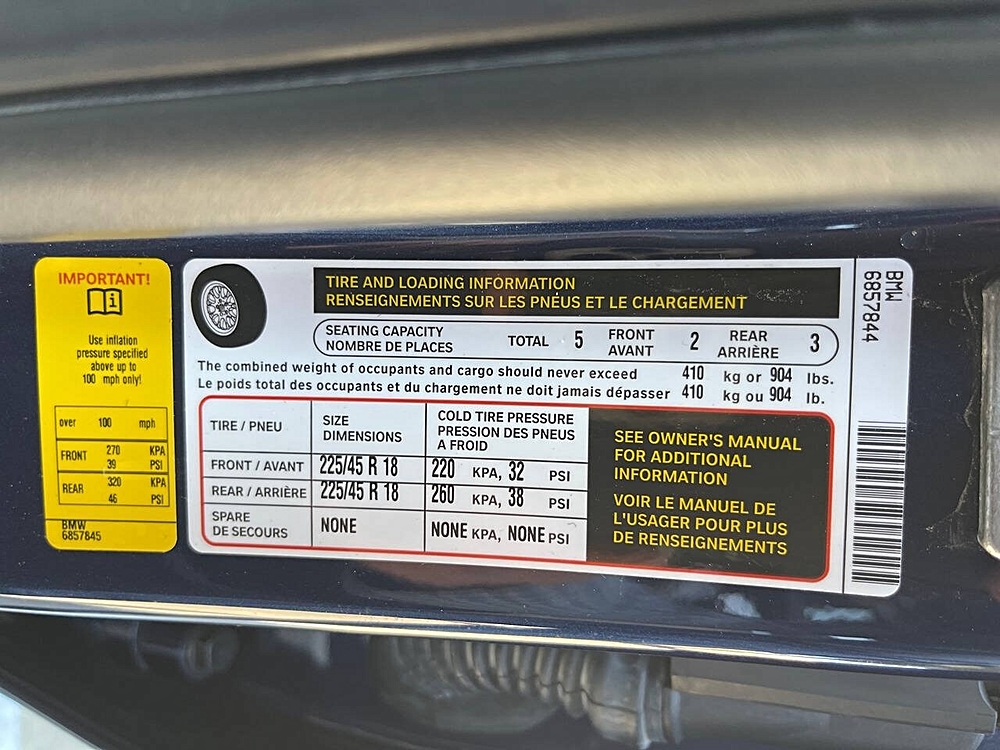 IMPORTANT!
Use inflation
pressure specified
above up to
100 mph only!
over 100 mph
FRONT 270 KPA
39 PSI
REAR 320 KPA
46 PSI
BMW
6857845
TIRE AND LOADING INFORMATION
RENSEIGNEMENTS SUR LES PNEUS ET LE CHARGEMENT
SEATING CAPACITY
NOMBRE DE PLACES
TOTAL 5
FRONT
AVANT
2
REAR
ARRIÈRE
3
The combined weight of occupants and cargo should never exceed 410 kg or 904 lbs.
Le poids total des occupants et du chargement ne doit jamais dépasser 410 kg ou 904 lb.
TIRE / PNEU
SIZE
DIMENSIONS
COLD TIRE PRESSURE
PRESSION DES PNEUS
A FROID
FRONT / AVANT 225/45 R 18 220 KPA, 32 PSI
REAR / ARRIÈRE 225/45 R 18 260 KPA, 38 PSI
SPARE
DE SECOURS
NONE NONE KPA, NONE PSI
SEE OWNER'S MANUAL
FOR ADDITIONAL
INFORMATION
VOIR LE MANUEL DE
L'USAGER POUR PLUS
DE RENSEIGNEMENTS
BMW
6857844